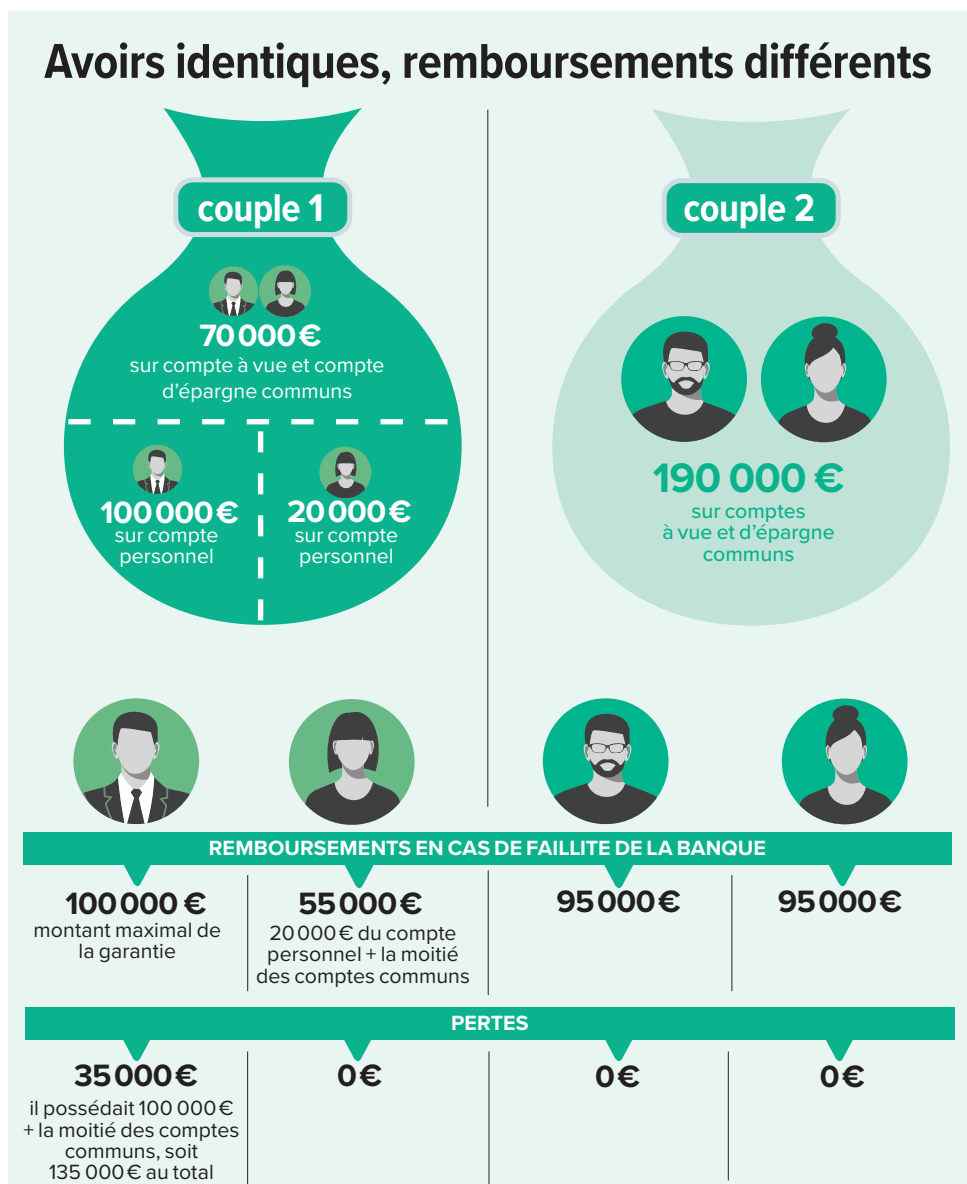 Avoirs identiques, remboursements différents
couple 1
70 000 €
sur compte à vue et compte
d'épargne communs
100 000 €
sur compte
personnel
20 000 €
sur compte
personnel
couple 2
190 000 €
sur comptes
à vue et d'épargne
communs
REMBOURSEMENTS EN CAS DE FAILLITE DE LA BANQUE
100 000 €
montant maximal de
la garantie
55 000 €
20 000 € du compte
personnel + la moitié
des comptes communs
95 000 €
95 000 €
PERTES
35 000 €
il possédait 100 000 €
+ la moitié des comptes
communs, soit
135 000 € au total
0 €
0 €
0 €